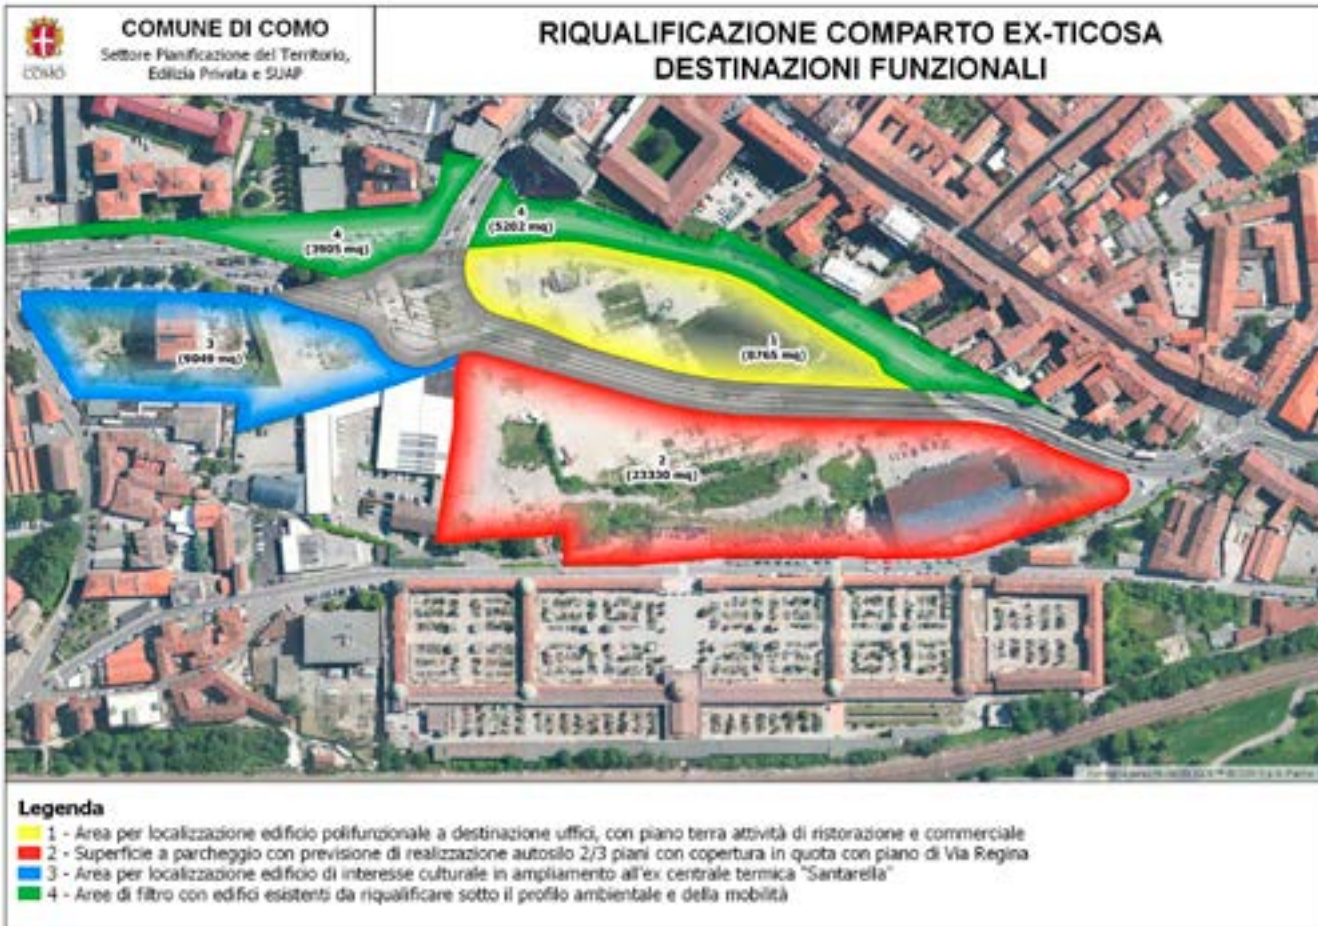 COMO
COMUNE DI COMO
Settore Pianificazione del Territorio,
Edilizia Privata e SUAP
RIQUALIFICAZIONE COMPARTO EX-TICOSA
DESTINAZIONI FUNZIONALI
4
(5202 mq)
4
(3905 mq)
3
(9049 mq)
1
(8765 mq)
2
(23330 mq)
Legenda
1 - Area per localizzazione edificio polifunzionale a destinazione uffici, con piano terra attività di ristorazione e commerciale
2 - Superficie a parcheggio con previsione di realizzazione autosilo 2/3 piani con copertura in quota con piano di Via Regina
3 - Area per localizzazione edificio di interesse culturale in ampliamento all'ex centrale termica "Santarella"
4 - Aree di filtro con edifici esistenti da riqualificare sotto il profilo ambientale e della mobilità